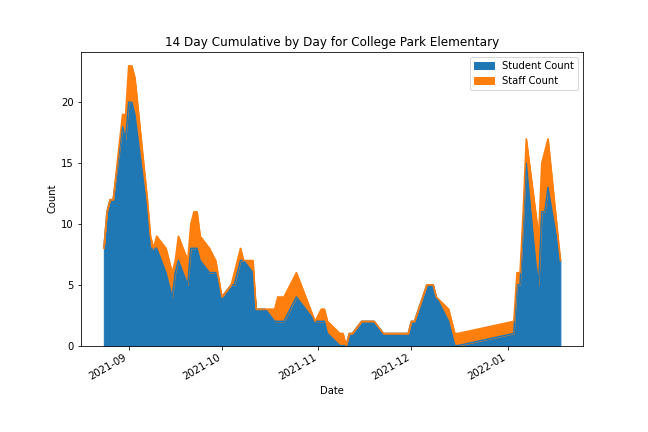 14 Day Cumulative by Day for College Park Elementary
Student Count
Staff Count
20
15
10
5
0
Count
2021-09
2021-10
2021-11
2021-12
2022-01
Date